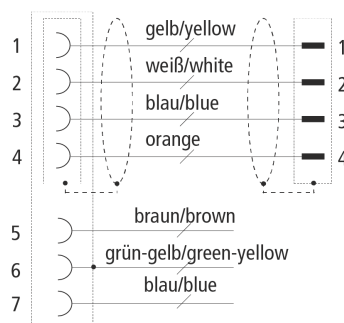 gelb/yellow
1 1
weiß/white
2 2
blau/blue
3 3
orange
4 4
braun/brown
5
grün-gelb/green-yellow
6
blau/blue
7